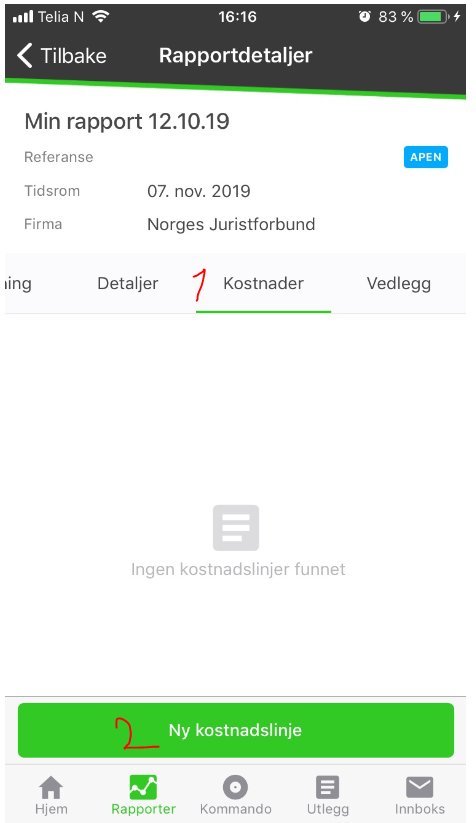 Telia N 16:16 83 %
Tilbake Rapportdetaljer
Min rapport 12.10.19
Referanse APEN
Tidsrom 07. nov. 2019
Firma Norges Juristforbund
ning Detaljer 1 Kostnader Vedlegg
Ingen kostnadslinjer funnet
2 Ny kostnadslinje
Hjem Rapporter Kommando Utlegg Innboks